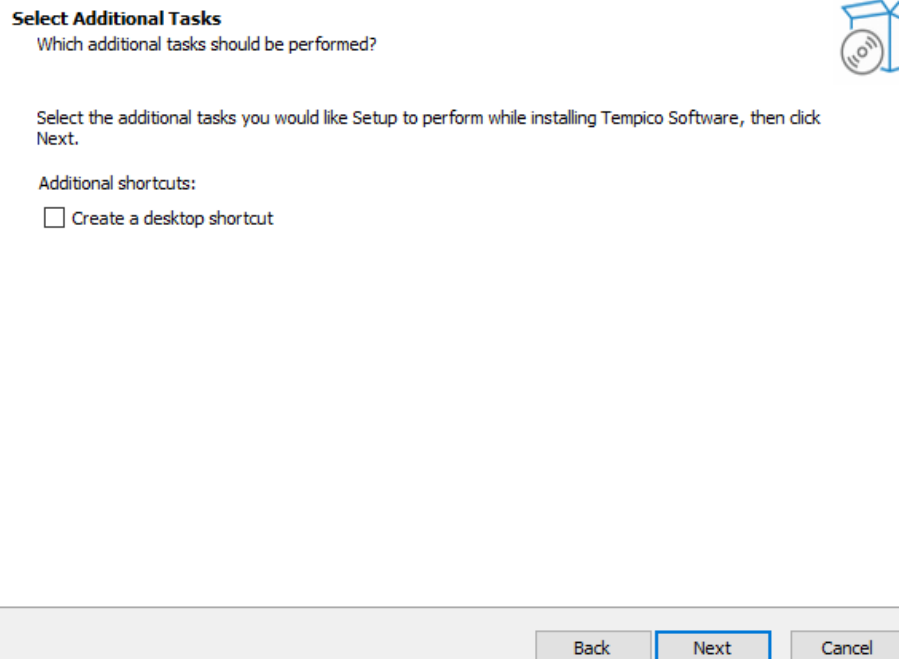 Select Additional Tasks
Which additional tasks should be performed?
Select the additional tasks you would like Setup to perform while installing Tempico Software, then click
Next.
Additional shortcuts:
Create a desktop shortcut
Back Next Cancel